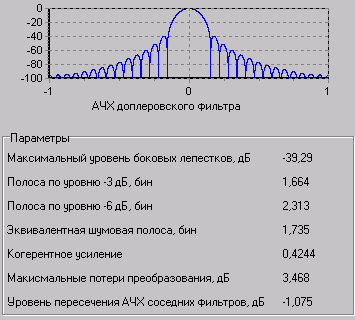 0
-20
-40
-60
-80
-100
-1 0 1
АЧХ доплеровского фильтра
Параметры
Максимальный уровень боковых лепестков, дБ -39,29
Полоса по уровню -3 дБ, бин 1,664
Полоса по уровню -6 дБ, бин 2,313
Эквивалентная шумовая полоса, бин 1,735
Когерентное усиление 0,4244
Макисмальные потери преобразования, дБ 3,468
Уровень пересечения АЧХ соседних фильтров, дБ -1,075